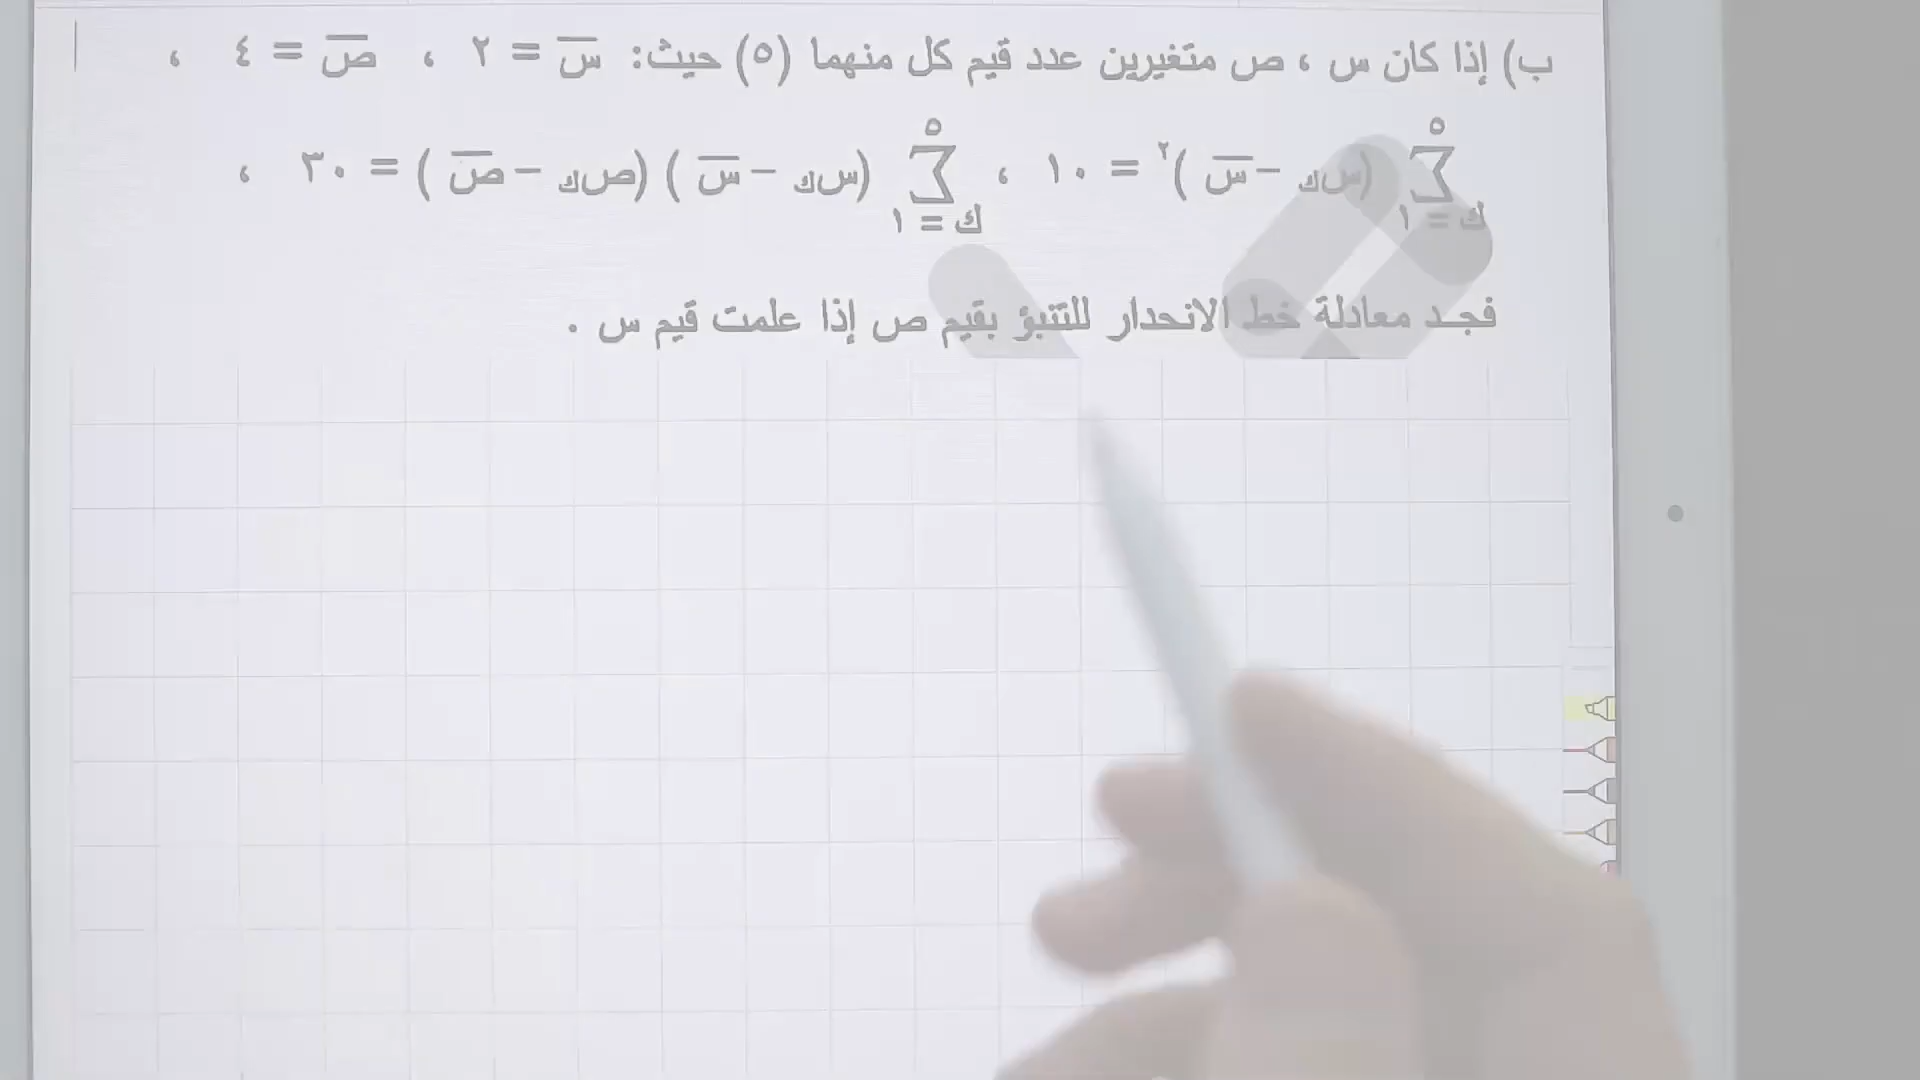 ب) إذا كان س ، ص متغيرين عدد قيم كل منهما (٥) حيث: س̅ = ٢ ، ص̅ = ٤ ،
٥ ∑ ك = ١ (سك − س̅)٢ = ١٠ ، ٥ ∑ ك = ١ (سك − س̅) (صك − ص̅) = ٣٠ ،
فجد معادلة خط الانحدار للتنبؤ بقيم ص إذا علمت قيم س .